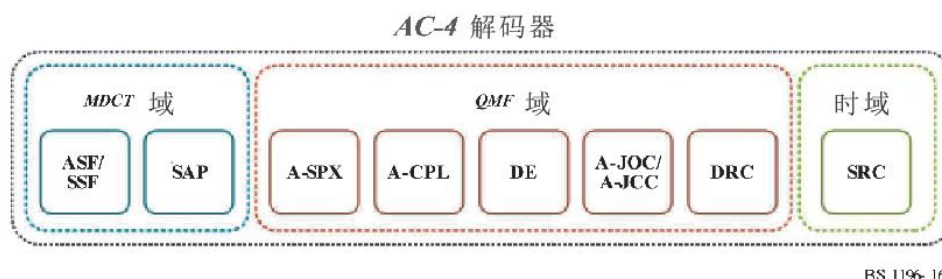 AC-4 解码器
MDCT 域
QMF 域
时域
ASF/
SSF
SAP
A-SPX
A-CPL
DE
A-JOC/
A-JCC
DRC
SRC
BS.1196-16